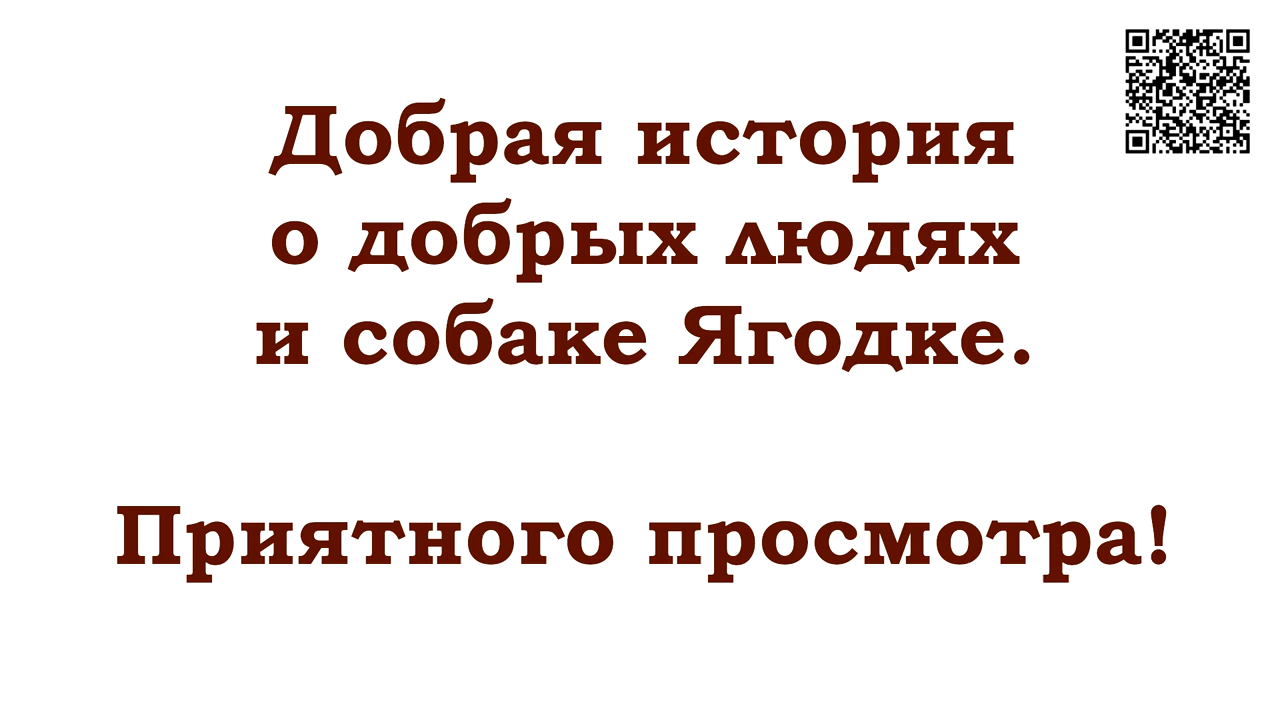 Добрая история
о добрых людях
и собаке Ягодке.
Приятного просмотра!